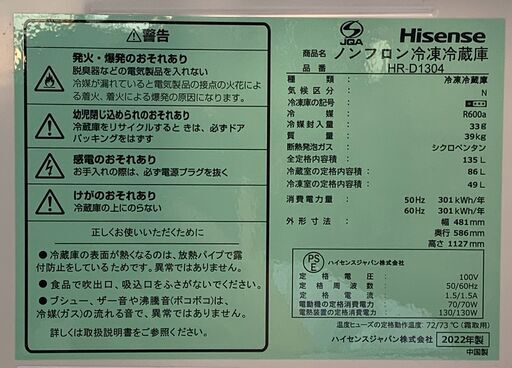 警告
発火・爆発のおそれあり
脱臭器などの電気製品を入れない
冷媒が漏れていると電気製品の接点の火花に
よる着火、着火による爆発の原因になります。
幼児閉じ込められのおそれあり
冷蔵庫をリサイクルするときは、必ずドア
パッキングをはずす
感電のおそれあり
お手入れの際は、必ず電源プラグを抜く
けがのおそれあり
冷蔵庫の上にのらない
正しくお使いいただくために
●冷蔵庫の表面が熱くなるのは、放熱パイプで露
付防止をしているためです。異常ではありません。
●食品で吹出口、吸込口をふさがないでください。
●ブシュー、ザー音や沸騰音(ポコポコ)は、
冷媒(ガス)の流れる音で、異常ではありません。
詳しくは取扱説明書をご参照ください。
JQA
Hisense
商品名 ノンフロン冷凍冷蔵庫
品番 HR-D1304
種類: 冷凍冷蔵庫
気候区分: N
冷凍庫の記号:
冷媒: R600a
冷媒封入量: 33g
質量: 39kg
断熱発泡ガス: シクロペンタン
全定格内容積: 135L
冷蔵室の定格内容積: 86L
冷凍室の定格内容積: 49L
消費電力量 50Hz 301kWh/年
60Hz 301kWh/年
外形寸法: 幅 481mm
奥行 586mm
高さ 1127mm
PS
E
ハイセンスジャパン株式会社
定格電圧 100V
定格周波数 50/60Hz
定格電流 1.5/1.5A
電動機の定格消費電力 70/70W
電熱装置の定格消費電力 130/130W
温度ヒューズの定格動作温度: 72/73℃(霜取用)
ハイセンスジャパン株式会社 2022年製
中国製